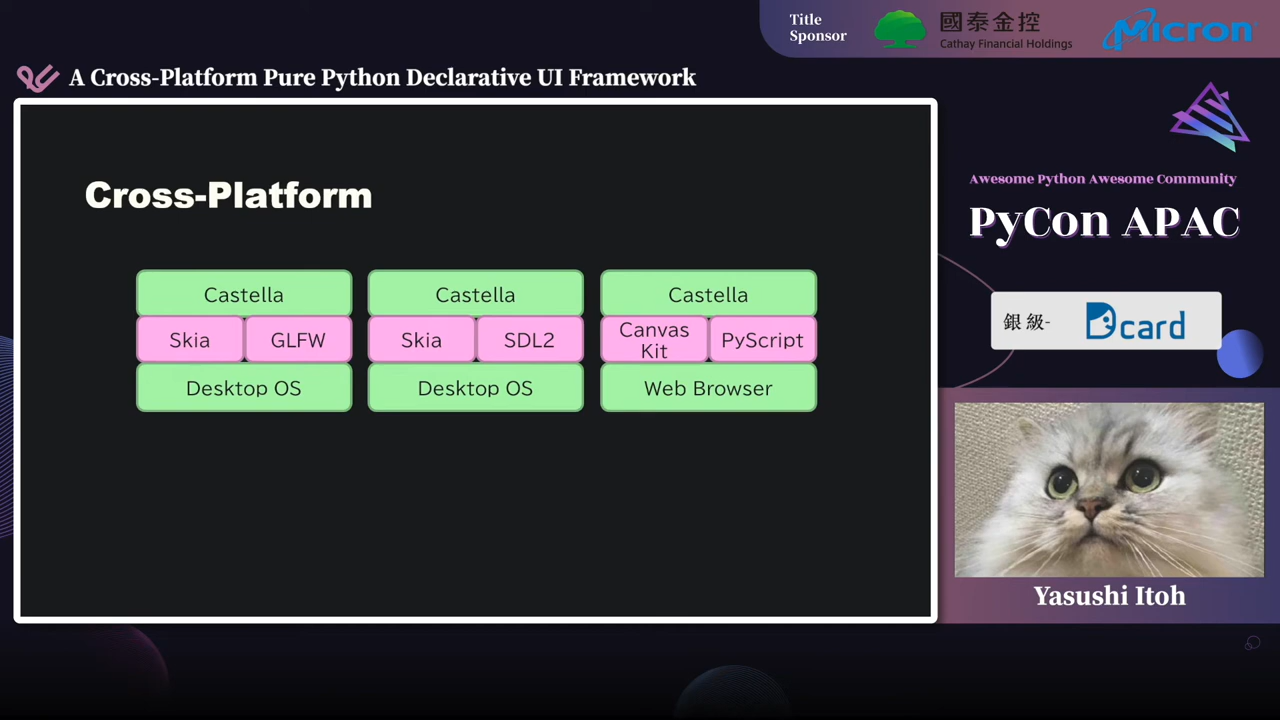 Title
Sponsor
國泰金控
Cathay Financial Holdings
Micron
A Cross-Platform Pure Python Declarative UI Framework
Cross-Platform
Castella
Castella
Castella
Skia
GLFW
Skia
SDL2
Canvas
Kit
PyScript
Desktop OS
Desktop OS
Web Browser
Awesome Python Awesome Community
PyCon APAC
銀級-
Dcard
Yasushi Itoh